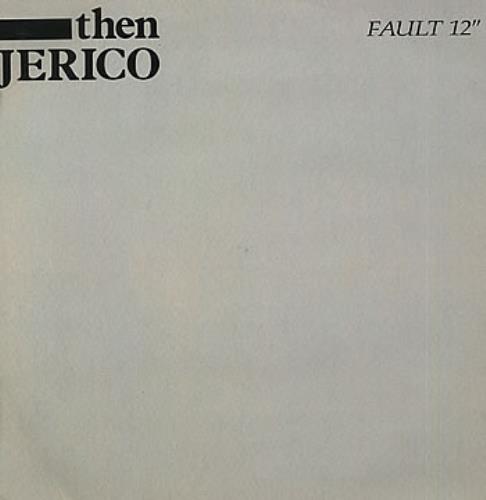 then
JERICO
FAULT 12"